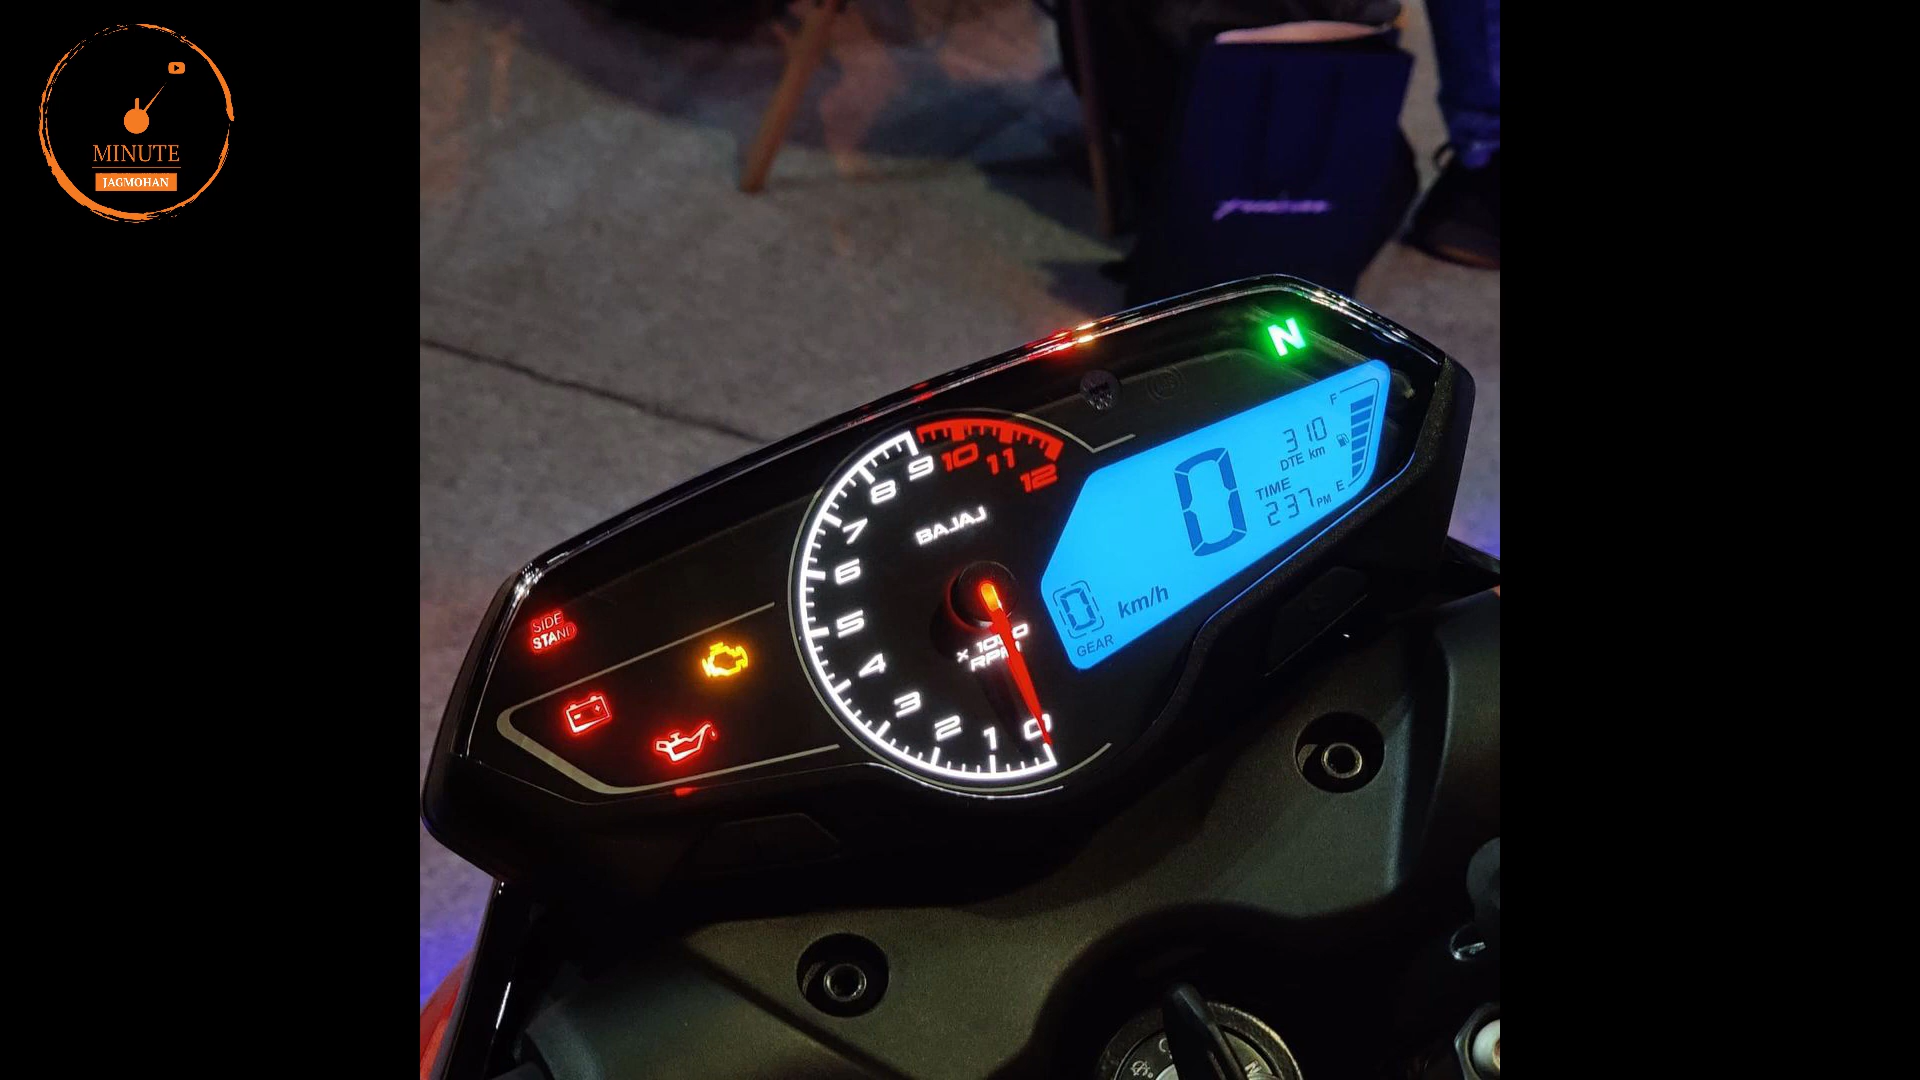 MINUTE
JAGMOHAN
N
F
310
DTE km
TIME
237 PM
E
0
0
km/h
GEAR
12
11
10
9
8
7
6
5
4
3
2
1
0
BAJAJ
RPM
SIDE
STAND